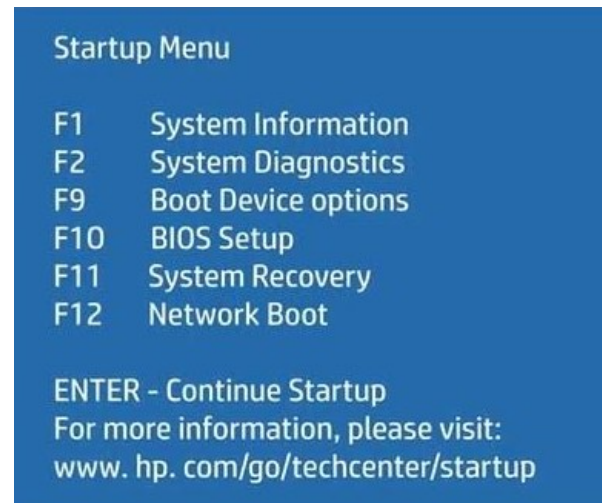 Startup Menu
F1 System Information
F2 System Diagnostics
F9 Boot Device options
F10 BIOS Setup
F11 System Recovery
F12 Network Boot
ENTER - Continue Startup
For more information, please visit:
www. hp. com/go/techcenter/startup